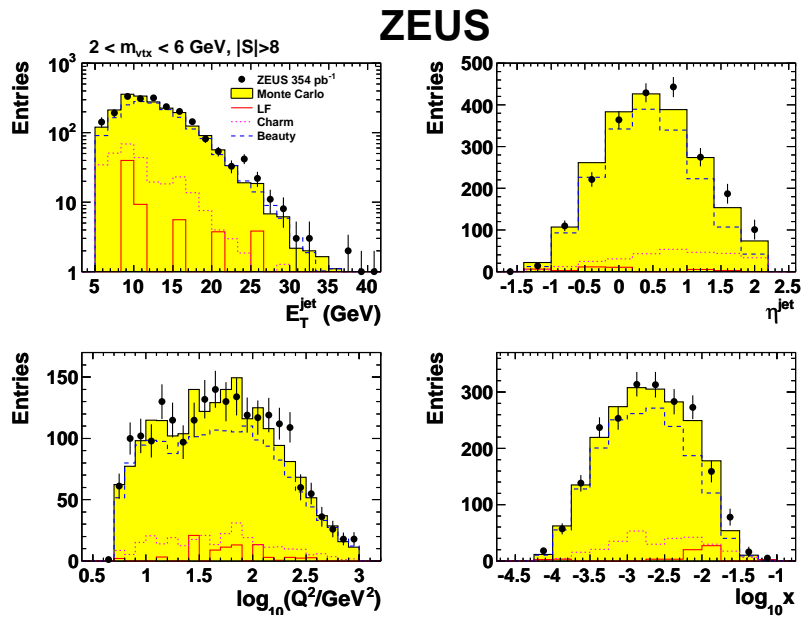 ZEUS
2 < m_vtx < 6 GeV, |S|>8
Entries
10³
10²
10
1
5 10 15 20 25 30 35 40
E_T^jet (GeV)
ZEUS 354 pb⁻¹
Monte Carlo
LF
Charm
Beauty
Entries
500
400
300
200
100
0
-1.5 -1 -0.5 0 0.5 1 1.5 2 2.5
η^jet
Entries
150
100
50
0
0.5 1 1.5 2 2.5 3
log₁₀(Q²/GeV²)
Entries
300
200
100
0
-4.5 -4 -3.5 -3 -2.5 -2 -1.5 -1
log₁₀x